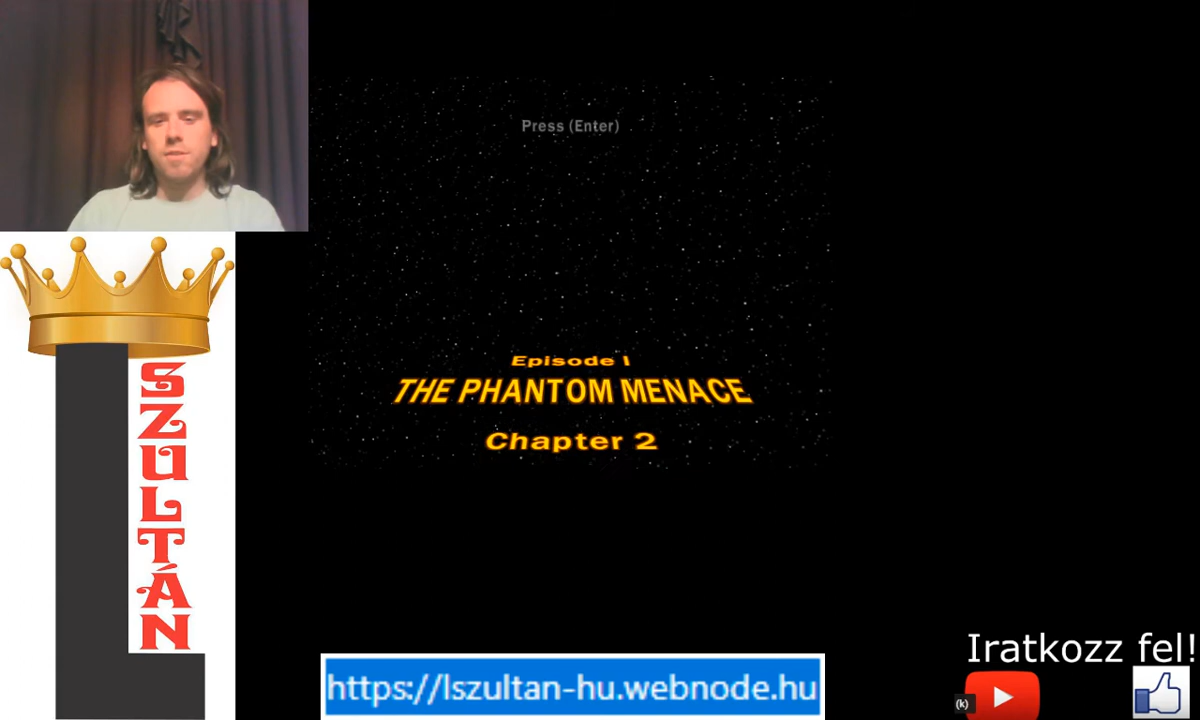 Press (Enter)
Episode I
THE PHANTOM MENACE
Chapter 2
L
SZULTÁN
https://lszultan-hu.webnode.hu
Iratkozz fel!
(k)